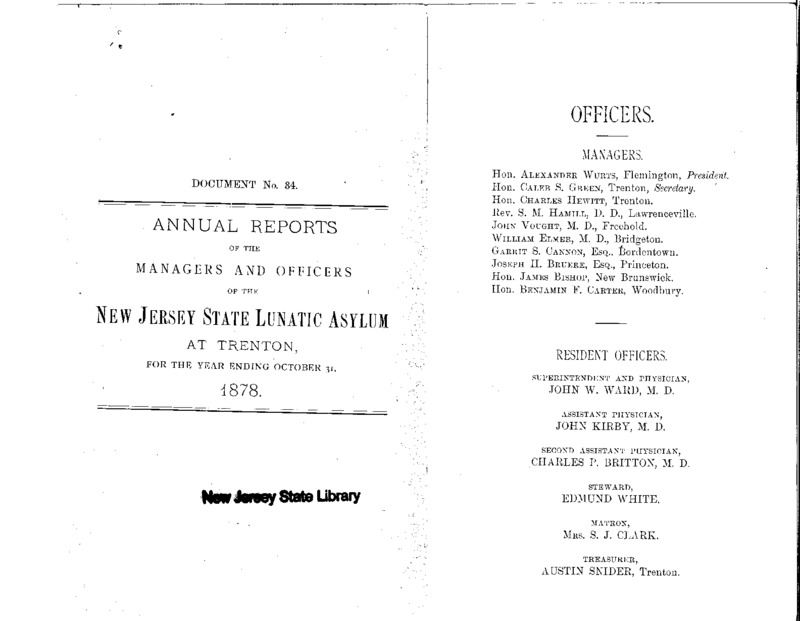 DOCUMENT No. 34.
ANNUAL REPORTS
OF THE
MANAGERS AND OFFICERS
OF THE
NEW JERSEY STATE LUNATIC ASYLUM
AT TRENTON,
FOR THE YEAR ENDING OCTOBER 31,
1878.
New Jersey State Library
OFFICERS.
MANAGERS.
Hon. ALEXANDER WURTS, Flemington, President.
Hon. CALEB S. GREEN, Trenton, Secretary.
Hon. CHARLES HEWITT, Trenton.
Rev. S. M. HAMILL, D. D., Lawrenceville.
JOHN VOUGHT, M. D., Freehold.
WILLIAM ELMER, M. D., Bridgeton.
GARRIT S. CANNON, Esq., Bordentown.
JOSEPH H. BRUERE, Esq., Princeton.
Hon. JAMES BISHOP, New Brunswick.
Hon. BENJAMIN F. CARTER, Woodbury.
RESIDENT OFFICERS.
SUPERINTENDENT AND PHYSICIAN,
JOHN W. WARD, M. D.
ASSISTANT PHYSICIAN,
JOHN KIRBY, M. D.
SECOND ASSISTANT PHYSICIAN,
CHARLES P. BRITTON, M. D.
STEWARD,
EDMUND WHITE.
MATRON,
MRS. S. J. CLARK.
TREASURER,
AUSTIN SNIDER, Trenton.